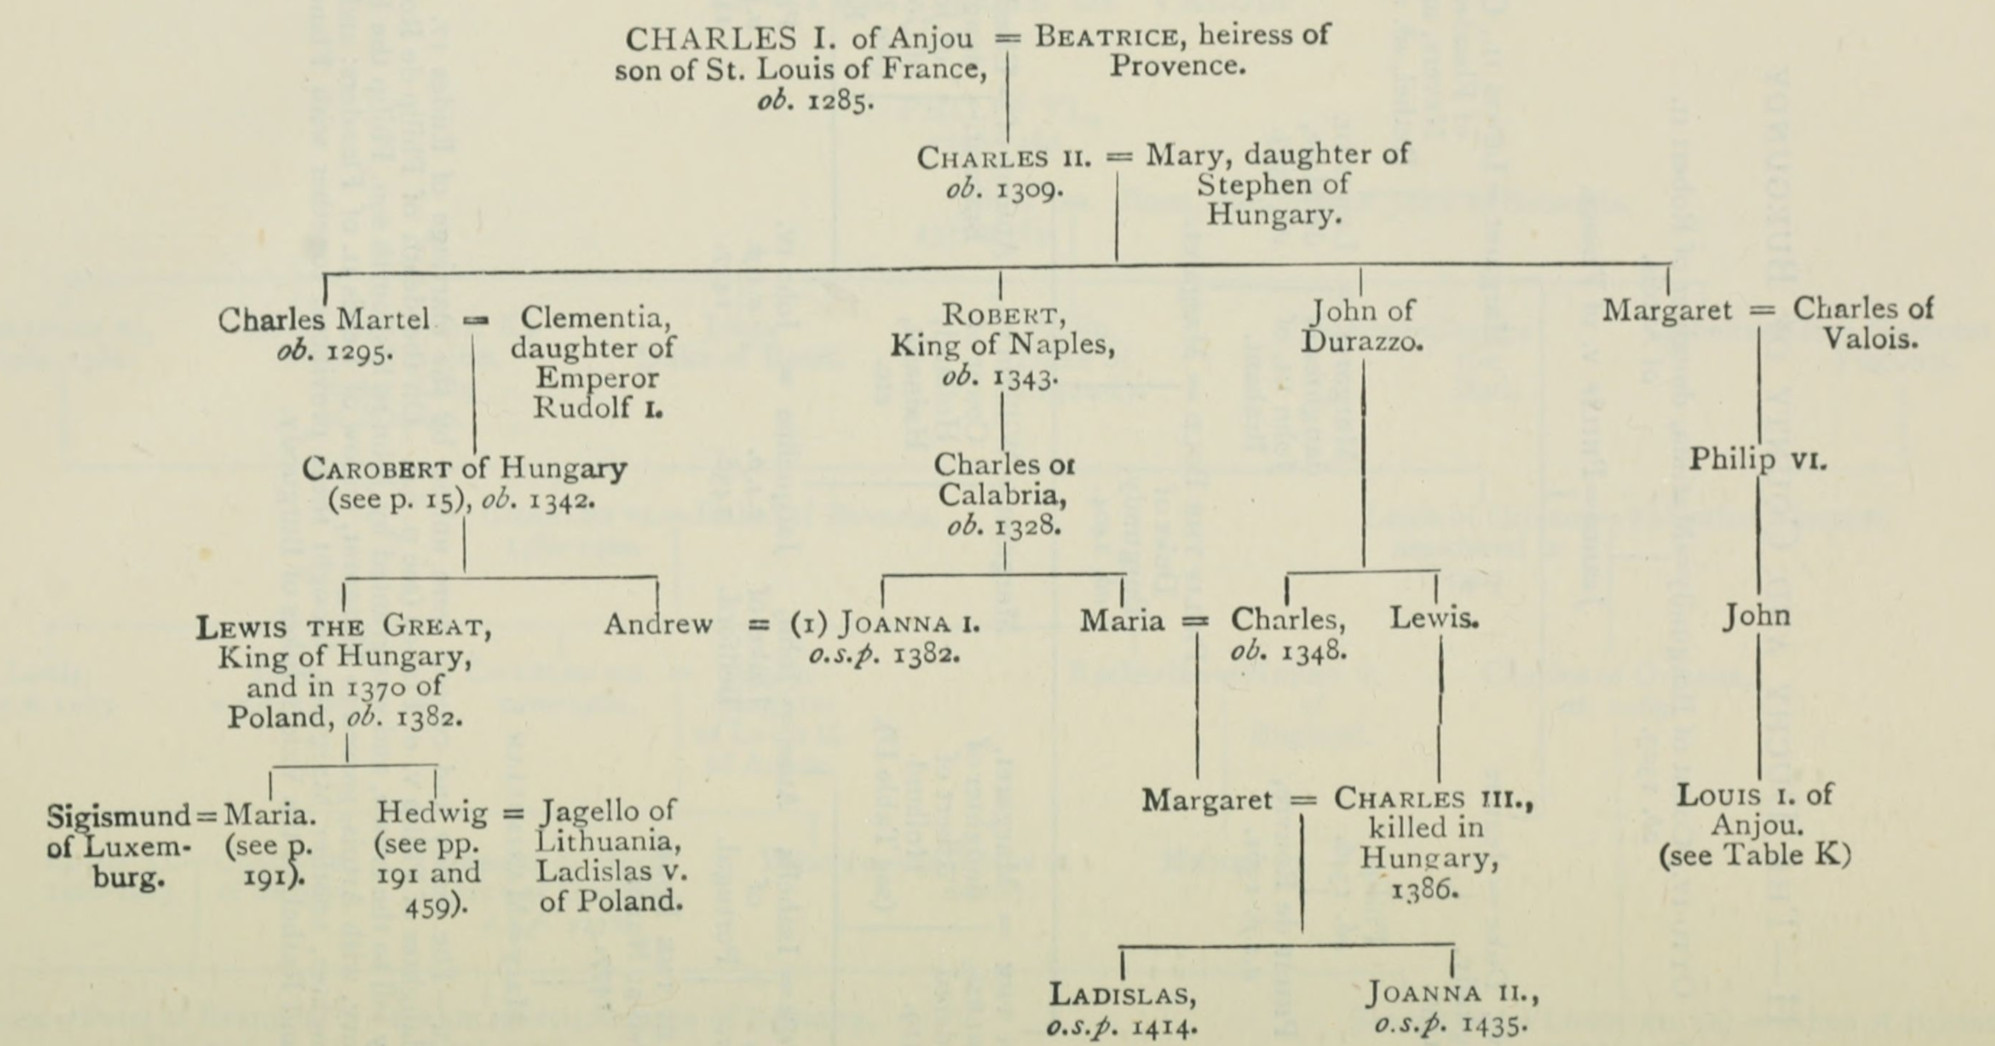 CHARLES I. of Anjou = BEATRICE, heiress of
son of St. Louis of France, Provence.
ob. 1285.
CHARLES II. = Mary, daughter of
ob. 1309. Stephen of
Hungary.
Charles Martel = Clementia,
ob. 1295. daughter of
Emperor
Rudolf I.
ROBERT,
King of Naples,
ob. 1343.
John of
Durazzo.
Margaret = Charles of
Valois.
CAROBERT of Hungary
(see p. 15), ob. 1342.
Charles of
Calabria,
ob. 1328.
Philip VI.
LEWIS THE GREAT,
King of Hungary,
and in 1370 of
Poland, ob. 1382.
Andrew = (1) JOANNA I.
o.s.p. 1382.
Maria = Charles,
ob. 1348.
Lewis.
John
Sigismund = Maria.
of Luxem- (see p.
burg. 191).
Hedwig = Jagello of
(see pp. Lithuania,
191 and Ladislas V.
459). of Poland.
Margaret = CHARLES III.,
killed in
Hungary,
1386.
LOUIS I. of
Anjou.
(see Table K)
LADISLAS,
o.s.p. 1414.
JOANNA II.,
o.s.p. 1435.